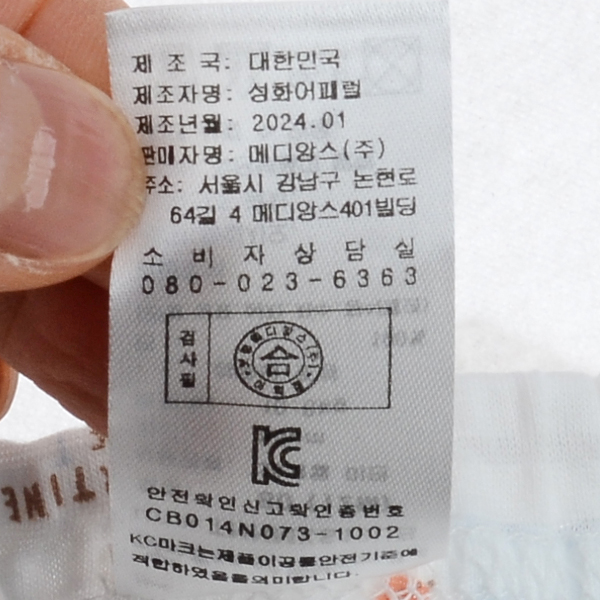 제 조 국: 대한민국
제조자명: 성화어패럴
제조년월: 2024.01
판매자명: 메디앙스(주)
주소: 서울시 강남구 논현로
64길 4 메디앙스401빌딩
소 비 자 상 담 실
080-023-6363
검사필
합
KC
안전확인신고확인증번호
CB014N073-1002
KC마크는제품이공통안전기준에
적합하였음을의미합니다.